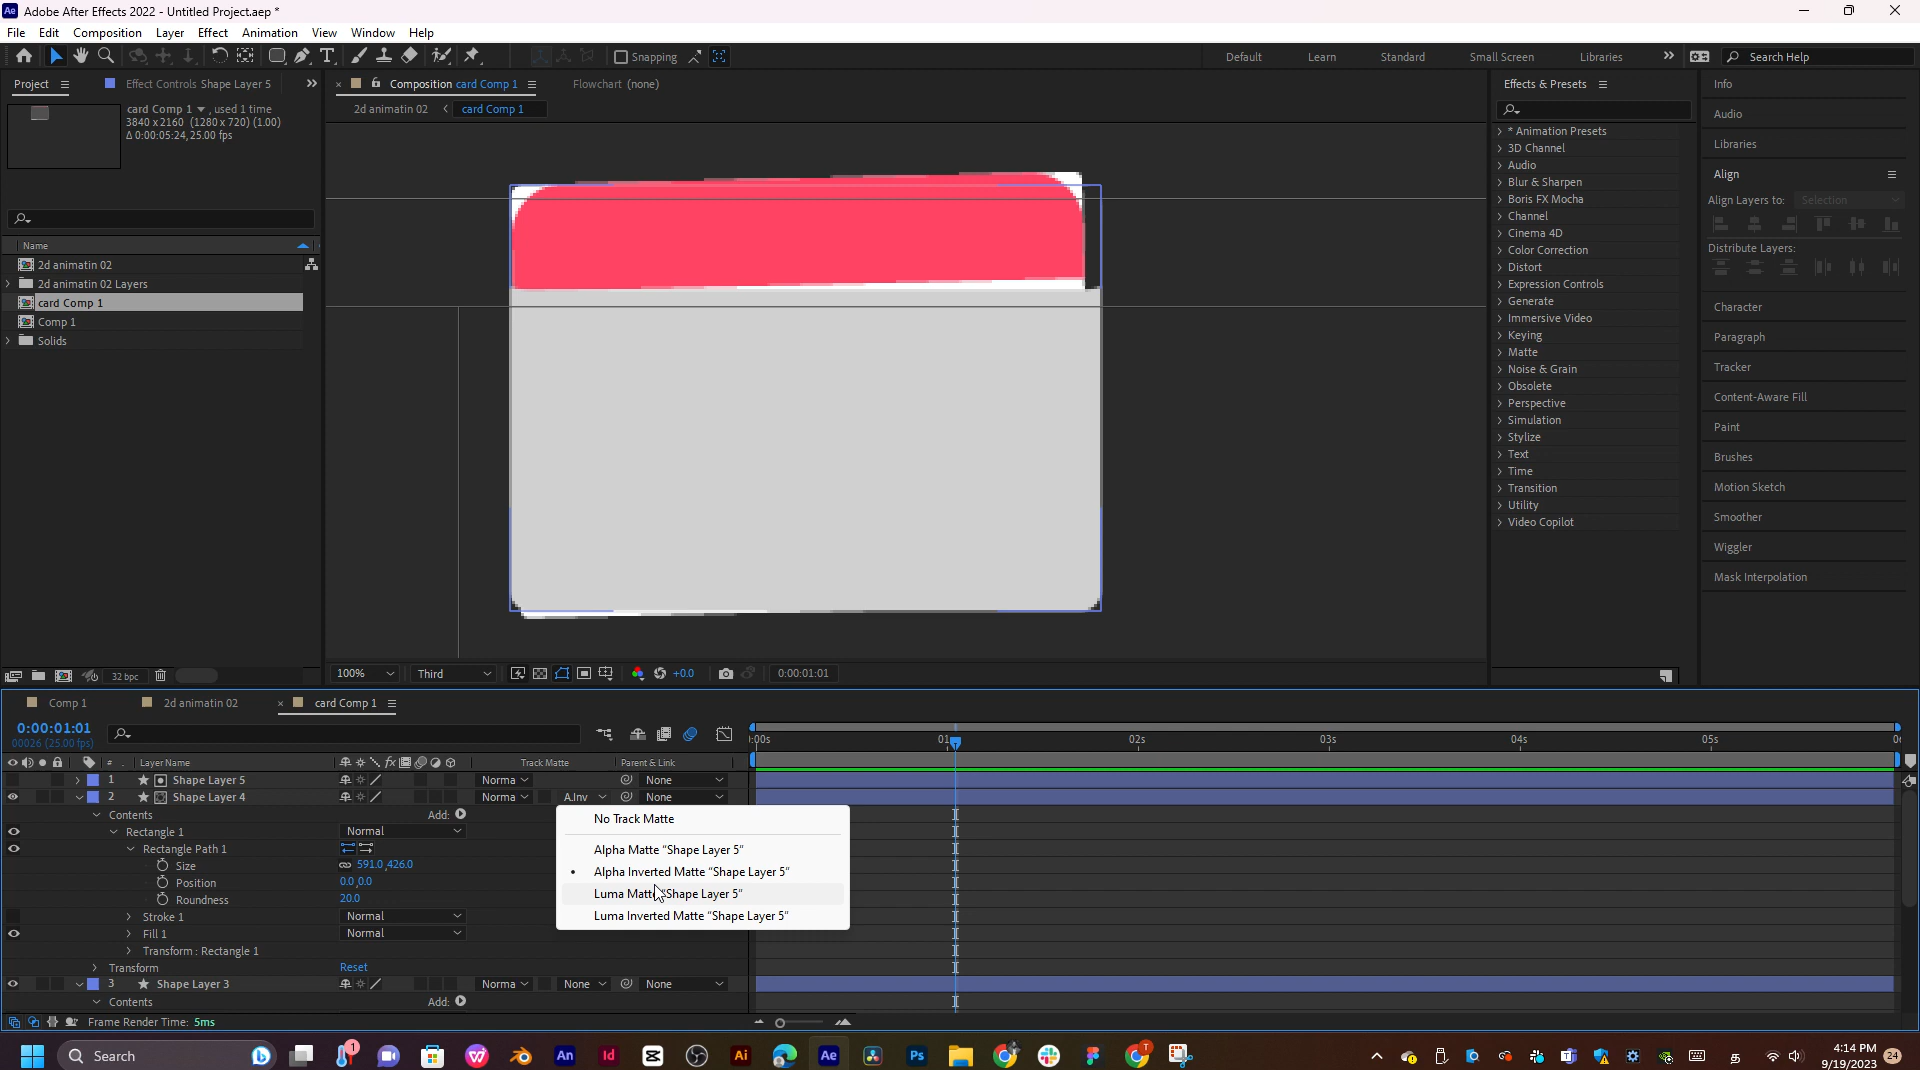 Adobe After Effects 2022 - Untitled Project.aep *
File Edit Composition Layer Effect Animation View Window Help
Snapping Default Learn Standard Small Screen Libraries Search Help
Project Effect Controls Shape Layer 5
card Comp 1 , used 1 time
3840 x 2160 (1280 x 720) (1.00)
Δ 0:00:05:24, 25.00 fps
Name
2d animatin 02
2d animatin 02 Layers
card Comp 1
Comp 1
Solids
32 bpc
Composition card Comp 1 Flowchart (none)
2d animatin 02 card Comp 1
100% Third +0.0 0:00:01:01
Effects & Presets
* Animation Presets
3D Channel
Audio
Blur & Sharpen
Boris FX Mocha
Channel
Cinema 4D
Color Correction
Distort
Expression Controls
Generate
Immersive Video
Keying
Matte
Noise & Grain
Obsolete
Perspective
Simulation
Stylize
Text
Time
Transition
Utility
Video Copilot
Info
Audio
Libraries
Align
Align Layers to: Selection
Distribute Layers:
Character
Paragraph
Tracker
Content-Aware Fill
Paint
Brushes
Motion Sketch
Smoother
Wiggler
Mask Interpolation
Comp 1 2d animatin 02 card Comp 1
0:00:01:01
00026 (25.00 fps)
:00s 01 02s 03s 04s 05s
# Layer Name Track Matte Parent & Link
1 Shape Layer 5 Norma None
2 Shape Layer 4 Norma A.Inv None
Contents Add:
Rectangle 1 Normal
Rectangle Path 1
Size 591.0,426.0
Position 0.0,0.0
Roundness 20.0
Stroke 1 Normal
Fill 1 Normal
Transform : Rectangle 1
Transform Reset
3 Shape Layer 3 Norma None None
Contents Add:
No Track Matte
Alpha Matte “Shape Layer 5”
• Alpha Inverted Matte “Shape Layer 5”
Luma Matte “Shape Layer 5”
Luma Inverted Matte “Shape Layer 5”
Frame Render Time: 5ms
Search
4:14 PM
9/19/2023
24